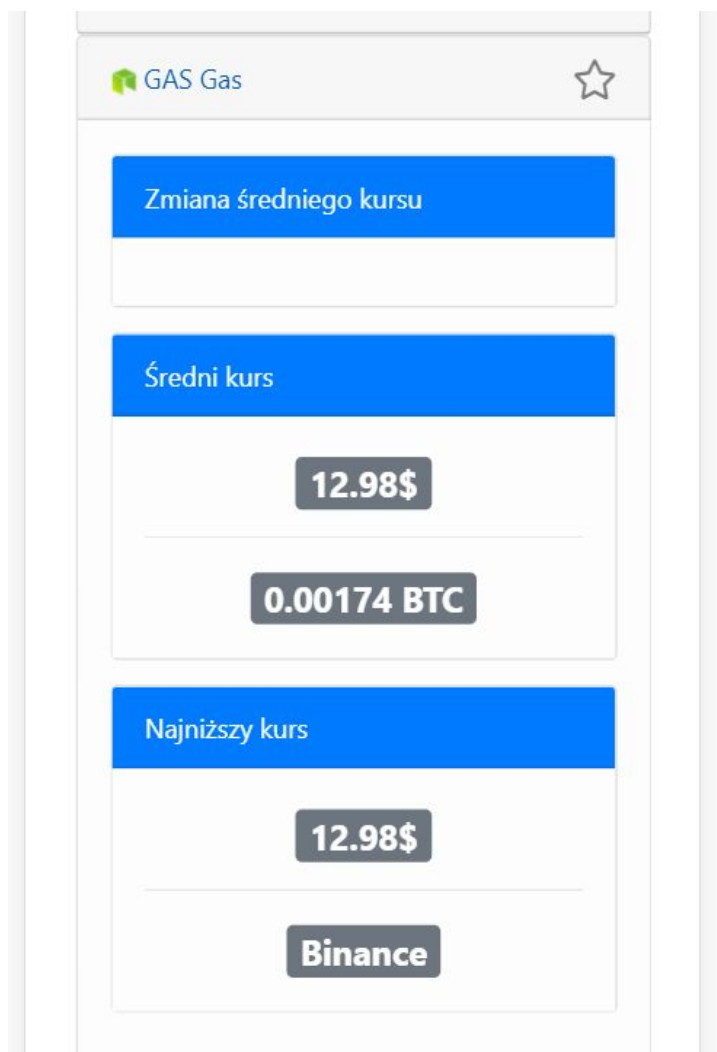 GAS Gas
Zmiana średniego kursu
Średni kurs
12.98$
0.00174 BTC
Najniższy kurs
12.98$
Binance